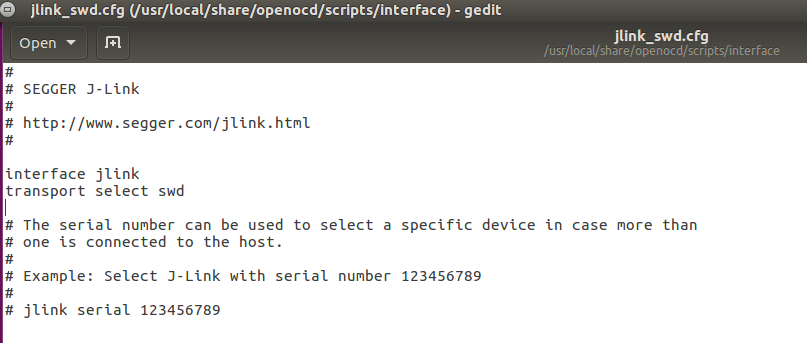 jlink_swd.cfg (/usr/local/share/openocd/scripts/interface) - gedit
Open
jlink_swd.cfg
/usr/local/share/openocd/scripts/interface
#
# SEGGER J-Link
#
# http://www.segger.com/jlink.html
#
interface jlink
transport select swd
# The serial number can be used to select a specific device in case more than
# one is connected to the host.
#
# Example: Select J-Link with serial number 123456789
#
# jlink serial 123456789